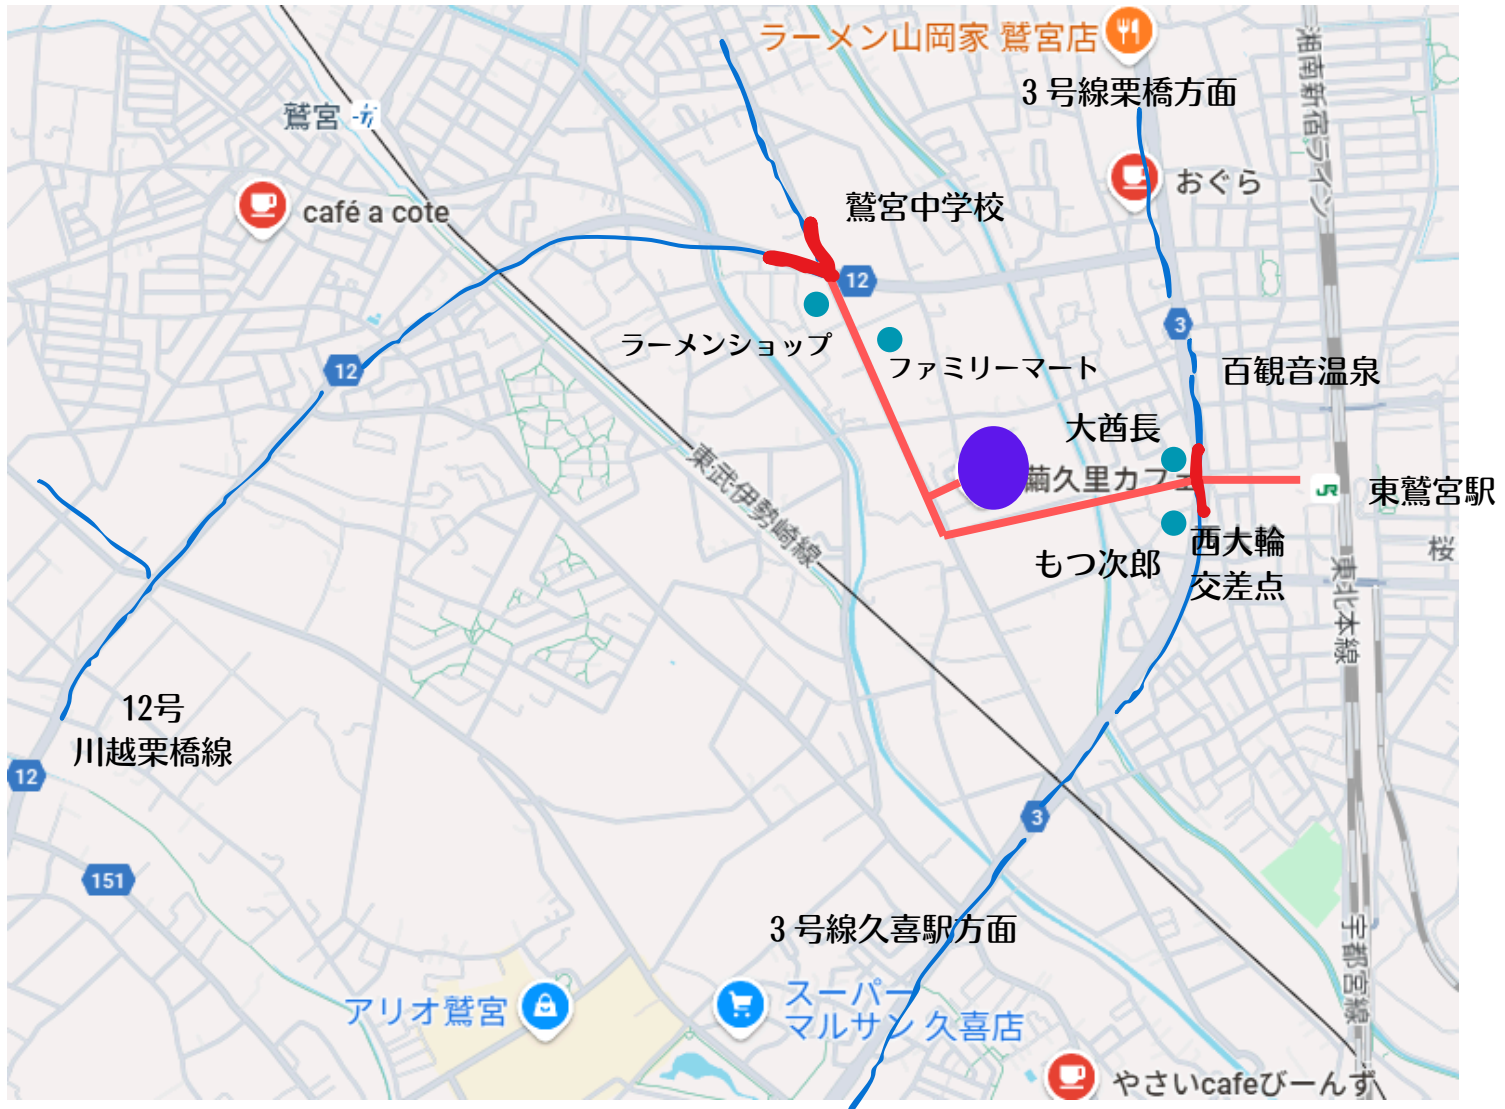 ラーメン山岡家 鷲宮店
3 号線栗橋方面
湘南新宿ライン
鷲宮
おぐら
café a cote
鷲宮中学校
12
3
ラーメンショップ
ファミリーマート
百観音温泉
12
大酋長
繭久里カフェ
東武伊勢崎線
JR
東鷲宮駅
西大輪
交差点
もつ次郎
桜
東北本線
12号
川越栗橋線
12
3
151
3 号線久喜駅方面
宇都宮線
アリオ鷲宮
スーパー
マルサン 久喜店
やさいcafeびーんず